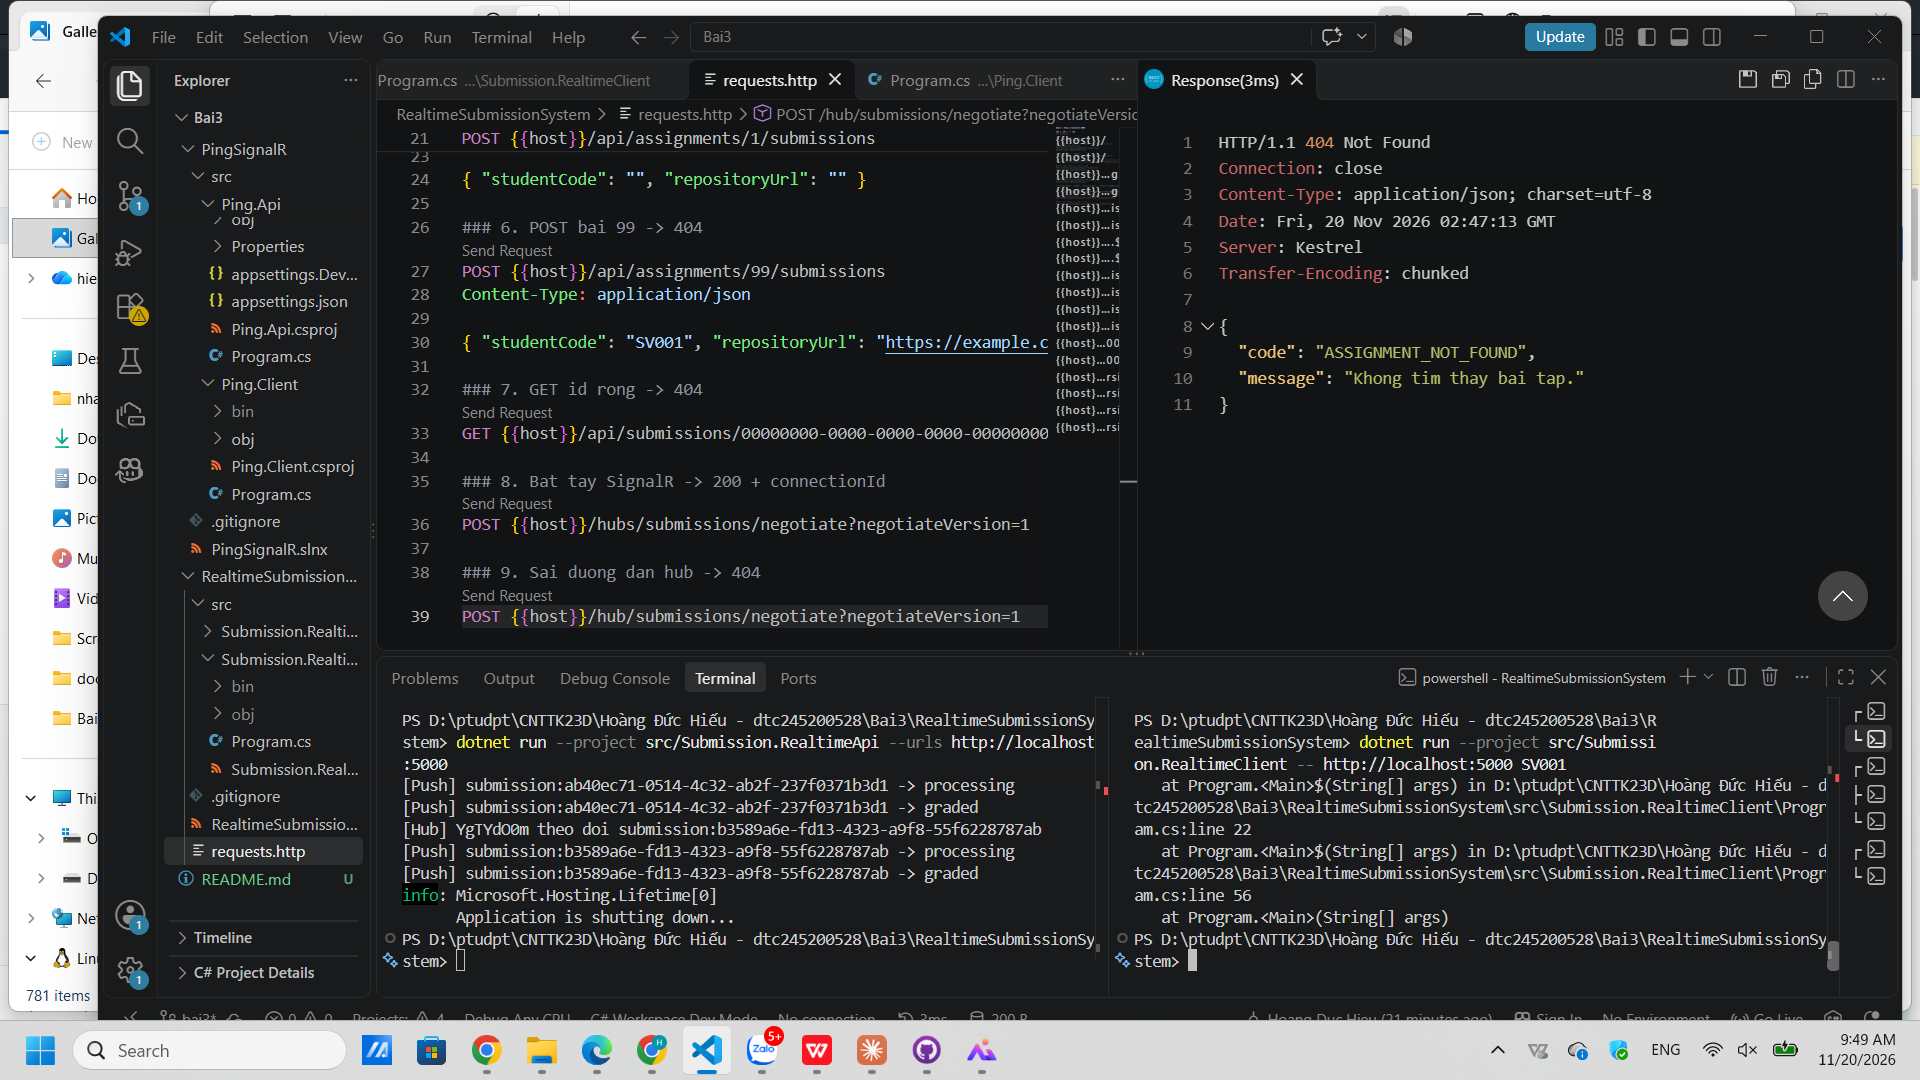 Galle
File Edit Selection View Go Run Terminal Help
Bai3
Update
New
Gal
hie
nha
Pict
Mu
Vid
Scr
Bai
Thi
Net
781 items
Explorer
Bai3
PingSignalR
src
Ping.Api
obj
Properties
appsettings.Dev...
appsettings.json
Ping.Api.csproj
Program.cs
Ping.Client
bin
obj
Ping.Client.csproj
Program.cs
.gitignore
PingSignalR.slnx
RealtimeSubmission...
src
Submission.Realti...
Submission.Realti...
bin
obj
Program.cs
Submission.Real...
.gitignore
RealtimeSubmissio...
requests.http
README.md U
Timeline
C# Project Details
Program.cs ...\Submission.RealtimeClient
requests.http
Program.cs ...\Ping.Client
RealtimeSubmissionSystem > requests.http > POST /hub/submissions/negotiate?negotiateVersic
21 POST {{host}}/api/assignments/1/submissions
23
24 { "studentCode": "", "repositoryUrl": "" }
25
26 ### 6. POST bai 99 -> 404
Send Request
27 POST {{host}}/api/assignments/99/submissions
28 Content-Type: application/json
29
30 { "studentCode": "SV001", "repositoryUrl": "https://example.c
31
32 ### 7. GET id rong -> 404
Send Request
33 GET {{host}}/api/submissions/00000000-0000-0000-0000-00000000
34
35 ### 8. Bat tay SignalR -> 200 + connectionId
Send Request
36 POST {{host}}/hubs/submissions/negotiate?negotiateVersion=1
37
38 ### 9. Sai duong dan hub -> 404
Send Request
39 POST {{host}}/hub/submissions/negotiate?negotiateVersion=1
Response(3ms)
1 HTTP/1.1 404 Not Found
2 Connection: close
3 Content-Type: application/json; charset=utf-8
4 Date: Fri, 20 Nov 2026 02:47:13 GMT
5 Server: Kestrel
6 Transfer-Encoding: chunked
7
8 {
9 "code": "ASSIGNMENT_NOT_FOUND",
10 "message": "Khong tim thay bai tap."
11 }
Problems Output Debug Console Terminal Ports
powershell - RealtimeSubmissionSystem
PS D:\ptudpt\CNTTK23D\Hoàng Đức Hiếu - dtc245200528\Bai3\RealtimeSubmissionSy
stem> dotnet run --project src/Submission.RealtimeApi --urls http://localhost
:5000
[Push] submission:ab40ec71-0514-4c32-ab2f-237f0371b3d1 -> processing
[Push] submission:ab40ec71-0514-4c32-ab2f-237f0371b3d1 -> graded
[Hub] YgTYdO0m theo doi submission:b3589a6e-fd13-4323-a9f8-55f6228787ab
[Push] submission:b3589a6e-fd13-4323-a9f8-55f6228787ab -> processing
[Push] submission:b3589a6e-fd13-4323-a9f8-55f6228787ab -> graded
info: Microsoft.Hosting.Lifetime[0]
Application is shutting down...
PS D:\ptudpt\CNTTK23D\Hoàng Đức Hiếu - dtc245200528\Bai3\RealtimeSubmissionSy
stem>
PS D:\ptudpt\CNTTK23D\Hoàng Đức Hiếu - dtc245200528\Bai3\R
ealtimeSubmissionSystem> dotnet run --project src/Submissi
on.RealtimeClient -- http://localhost:5000 SV001
at Program.<Main>$(String[] args) in D:\ptudpt\CNTTK23D\Hoàng Đức Hiếu - d
tc245200528\Bai3\RealtimeSubmissionSystem\src\Submission.RealtimeClient\Progr
am.cs:line 22
at Program.<Main>$(String[] args) in D:\ptudpt\CNTTK23D\Hoàng Đức Hiếu - d
tc245200528\Bai3\RealtimeSubmissionSystem\src\Submission.RealtimeClient\Progr
am.cs:line 56
at Program.<Main>(String[] args)
PS D:\ptudpt\CNTTK23D\Hoàng Đức Hiếu - dtc245200528\Bai3\RealtimeSubmissionSy
stem>
Search
Zalo 5+
ENG
9:49 AM
11/20/2026